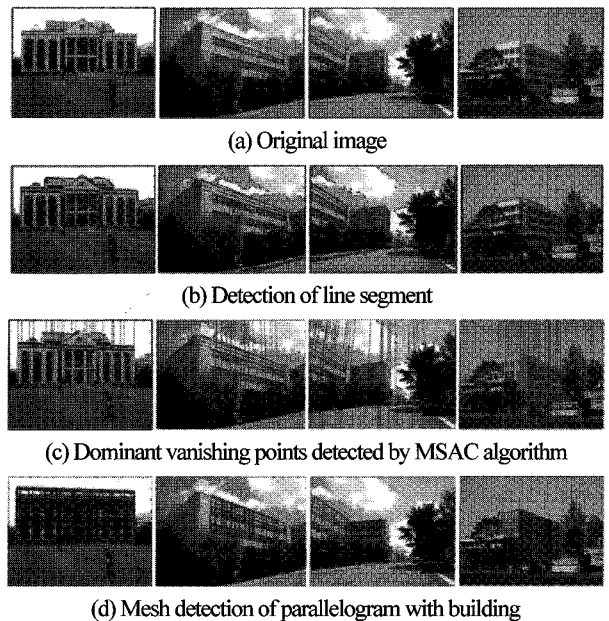 (a) Original image
(b) Detection of line segment
(c) Dominant vanishing points detected by MSAC algorithm
(d) Mesh detection of parallelogram with building